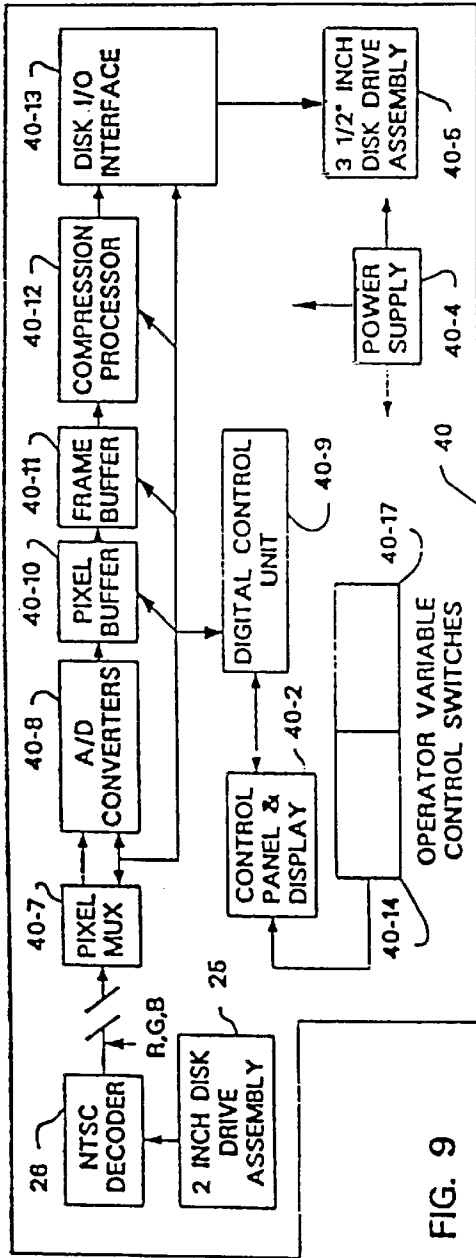 26
NTSC
DECODER
2 INCH DISK
DRIVE
ASSEMBLY
25
R,G,B
40-7
PIXEL
MUX
40-8
A/D
CONVERTERS
40-10
PIXEL
BUFFER
40-11
FRAME
BUFFER
40-12
COMPRESSION
PROCESSOR
40-13
DISK I/O
INTERFACE
CONTROL
PANEL &
DISPLAY
40-2
DIGITAL CONTROL
UNIT
40-9
40-14
40-17
OPERATOR VARIABLE
CONTROL SWITCHES
40
POWER
SUPPLY
40-4
3 1/2" INCH
DISK DRIVE
ASSEMBLY
40-5
FIG. 9